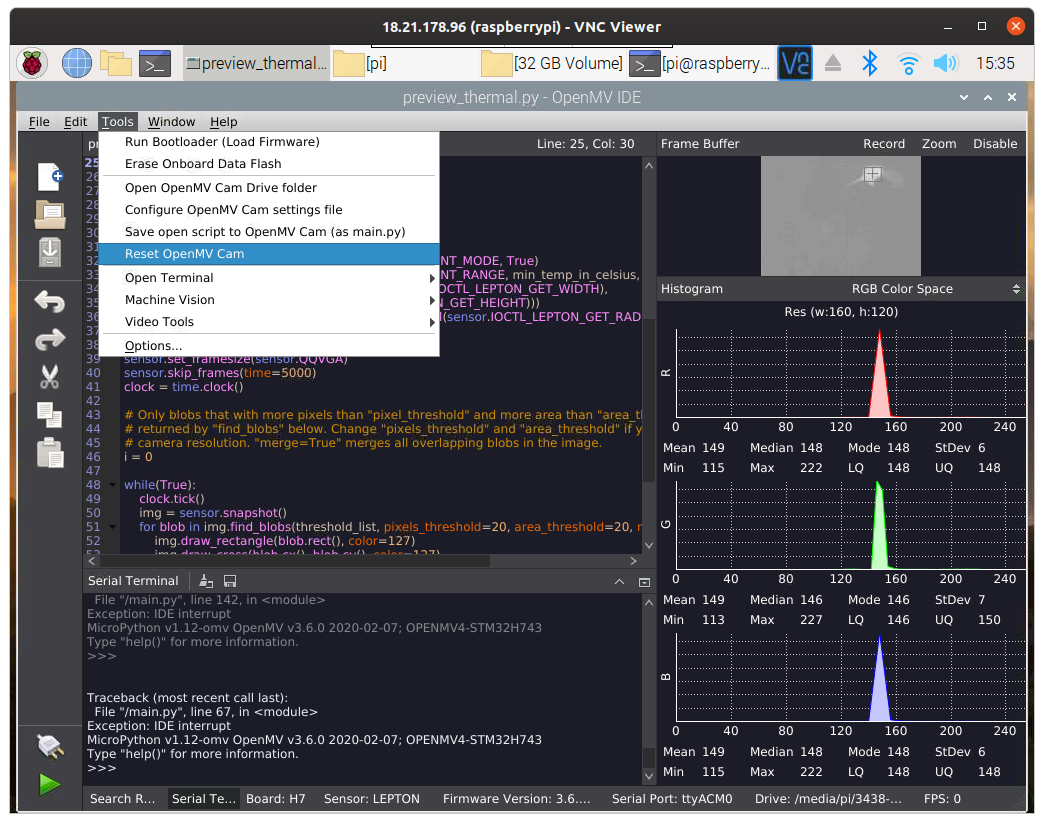 18.21.178.96 (raspberrypi) - VNC Viewer
preview_thermal... [pi] [32 GB Volume] [pi@raspberry... 15:35
preview_thermal.py - OpenMV IDE
File Edit Tools Window Help
Line: 25, Col: 30
Frame Buffer Record Zoom Disable
Run Bootloader (Load Firmware)
Erase Onboard Data Flash
Open OpenMV Cam Drive folder
Configure OpenMV Cam settings file
Save open script to OpenMV Cam (as main.py)
Reset OpenMV Cam
Open Terminal
Machine Vision
Video Tools
Options...
25
26
27
28
29
30
31
32 NT_MODE, True)
33 NT_RANGE, min_temp_in_celsius,
34 OCTL_LEPTON_GET_WIDTH),
35 N_GET_HEIGHT)))
36 l(sensor.IOCTL_LEPTON_GET_RAD
37
38
39 sensor.set_framesize(sensor.QQVGA)
40 sensor.skip_frames(time=5000)
41 clock = time.clock()
42
43 # Only blobs that with more pixels than "pixel_threshold" and more area than "area_t
44 # returned by "find_blobs" below. Change "pixels_threshold" and "area_threshold" if y
45 # camera resolution. "merge=True" merges all overlapping blobs in the image.
46 i = 0
47
48 while(True):
49 clock.tick()
50 img = sensor.snapshot()
51 for blob in img.find_blobs(threshold_list, pixels_threshold=20, area_threshold=20, r
52 img.draw_rectangle(blob.rect(), color=127)
53 img.draw_cross(blob.cx(), blob.cy(), color=127)
Serial Terminal
File "/main.py", line 142, in <module>
Exception: IDE interrupt
MicroPython v1.12-omv OpenMV v3.6.0 2020-02-07; OPENMV4-STM32H743
Type "help()" for more information.
>>>
Traceback (most recent call last):
File "/main.py", line 67, in <module>
Exception: IDE interrupt
MicroPython v1.12-omv OpenMV v3.6.0 2020-02-07; OPENMV4-STM32H743
Type "help()" for more information.
>>>
Histogram RGB Color Space
Res (w:160, h:120)
R
0 40 80 120 160 200 240
Mean 149 Median 148 Mode 148 StDev 6
Min 115 Max 222 LQ 148 UQ 148
G
0 40 80 120 160 200 240
Mean 149 Median 146 Mode 146 StDev 7
Min 113 Max 227 LQ 146 UQ 150
B
0 40 80 120 160 200 240
Mean 149 Median 148 Mode 148 StDev 6
Min 115 Max 222 LQ 148 UQ 148
Search R... Serial Te... Board: H7 Sensor: LEPTON Firmware Version: 3.6.... Serial Port: ttyACM0 Drive: /media/pi/3438-... FPS: 0